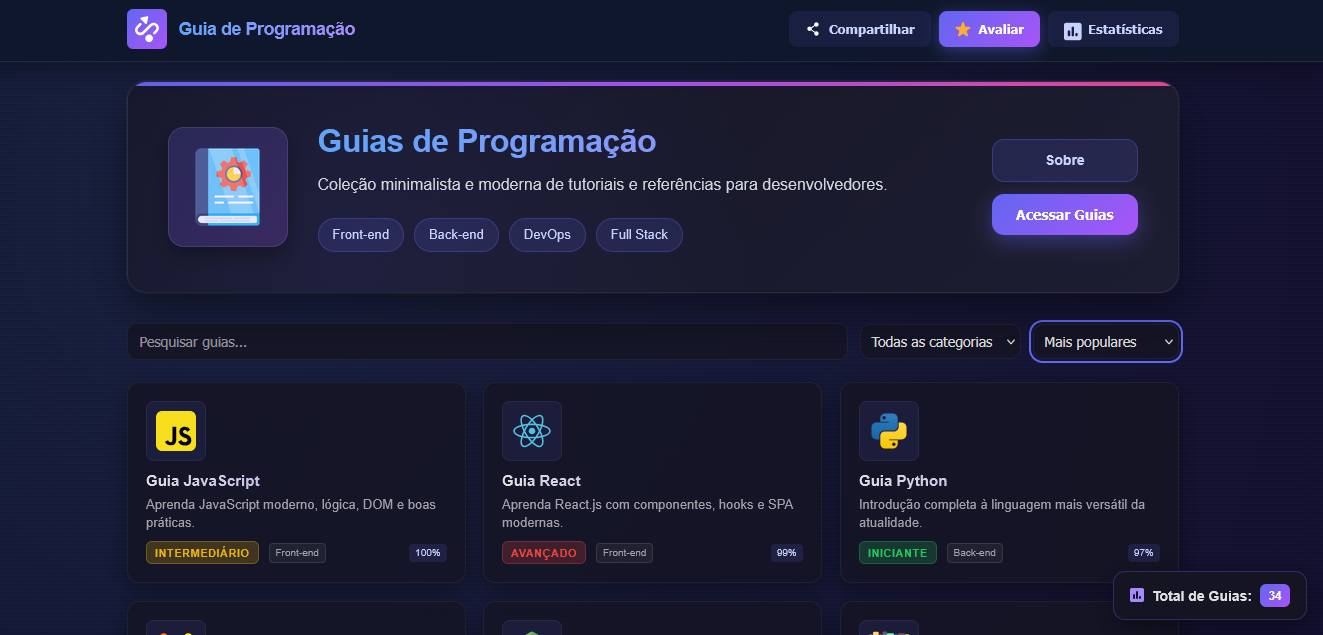 Guia de Programação
Compartilhar
Avaliar
Estatísticas
Guias de Programação
Coleção minimalista e moderna de tutoriais e referências para desenvolvedores.
Front-end
Back-end
DevOps
Full Stack
Sobre
Acessar Guias
Pesquisar guias...
Todas as categorias
Mais populares
JS
Guia JavaScript
Aprenda JavaScript moderno, lógica, DOM e boas
práticas.
INTERMEDIÁRIO
Front-end
100%
Guia React
Aprenda React.js com componentes, hooks e SPA
modernas.
AVANÇADO
Front-end
99%
Guia Python
Introdução completa à linguagem mais versátil da
atualidade.
INICIANTE
Back-end
97%
Total de Guias:
34